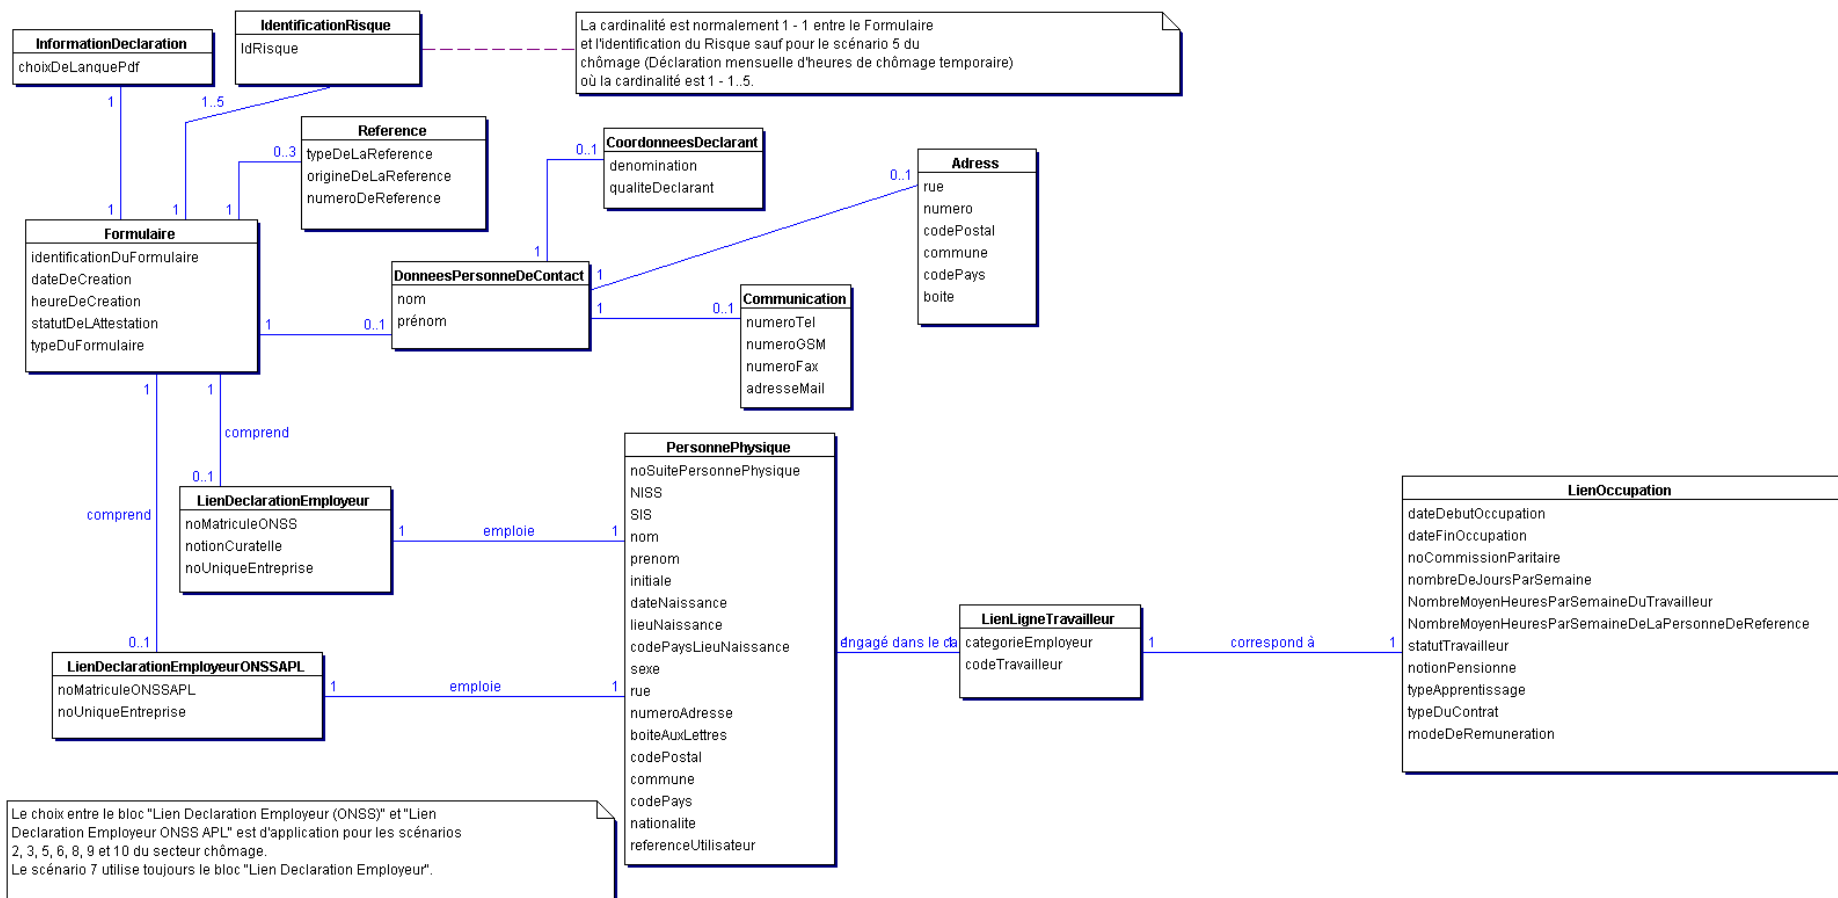 InformationDeclaration
choixDeLanquePdf
IdentificationRisque
IdRisque
La cardinalité est normalement 1 - 1 entre le Formulaire
et l'identification du Risque sauf pour le scénario 5 du
chômage (Déclaration mensuelle d'heures de chômage temporaire)
où la cardinalité est 1 - 1..5.
1
1..5
Reference
typeDeLaReference
origineDeLaReference
numeroDeReference
0..3
1
1
1
CoordonneesDeclarant
denomination
qualiteDeclarant
0..1
1
Adress
rue
numero
codePostal
commune
codePays
boite
0..1
1
Formulaire
identificationDuFormulaire
dateDeCreation
heureDeCreation
statutDeLAttestation
typeDuFormulaire
1
0..1
DonneesPersonneDeContact
nom
prénom
1
0..1
Communication
numeroTel
numeroGSM
numeroFax
adresseMail
1
1
comprend
0..1
comprend
0..1
LienDeclarationEmployeur
noMatriculeONSS
notionCuratelle
noUniqueEntreprise
1
emploie
1
LienDeclarationEmployeurONSSAPL
noMatriculeONSSAPL
noUniqueEntreprise
1
emploie
1
PersonnePhysique
noSuitePersonnePhysique
NISS
SIS
nom
prenom
initiale
dateNaissance
lieuNaissance
codePaysLieuNaissance
sexe
rue
numeroAdresse
boiteAuxLettres
codePostal
commune
codePays
nationalite
referenceUtilisateur
engagé dans le
LienLigneTravailleur
categorieEmployeur
codeTravailleur
1
correspond à
1
LienOccupation
dateDebutOccupation
dateFinOccupation
noCommissionParitaire
nombreDeJoursParSemaine
NombreMoyenHeuresParSemaineDuTravailleur
NombreMoyenHeuresParSemaineDeLaPersonneDeReference
statutTravailleur
notionPensionne
typeApprentissage
typeDuContrat
modeDeRemuneration
Le choix entre le bloc "Lien Declaration Employeur (ONSS)" et "Lien
Declaration Employeur ONSS APL" est d'application pour les scénarios
2, 3, 5, 6, 8, 9 et 10 du secteur chômage.
Le scénario 7 utilise toujours le bloc "Lien Declaration Employeur".